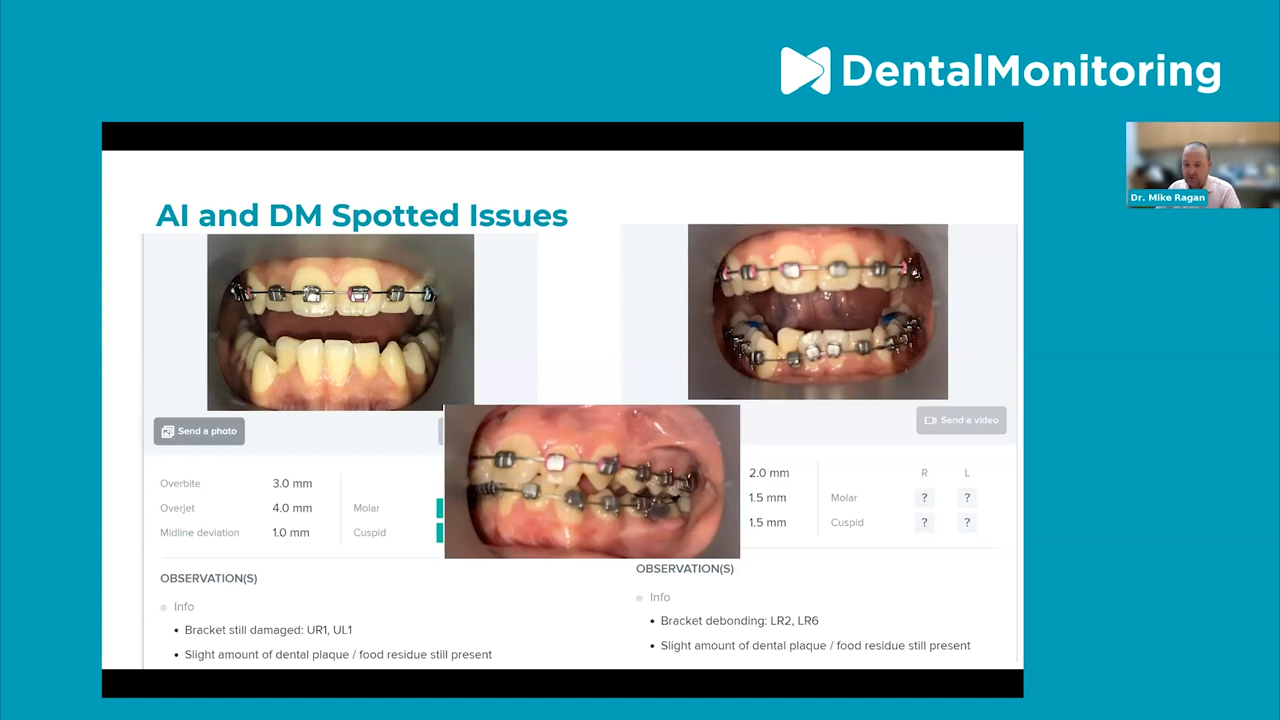 DentalMonitoring
Dr. Mike Ragan
AI and DM Spotted Issues
Send a photo
Overbite 3.0 mm
Overjet 4.0 mm Molar
Midline deviation 1.0 mm Cuspid
OBSERVATION(S)
Info
• Bracket still damaged: UR1, UL1
• Slight amount of dental plaque / food residue still present
Send a video
2.0 mm R L
1.5 mm Molar ? ?
1.5 mm Cuspid ? ?
OBSERVATION(S)
Info
• Bracket debonding: LR2, LR6
• Slight amount of dental plaque / food residue still present